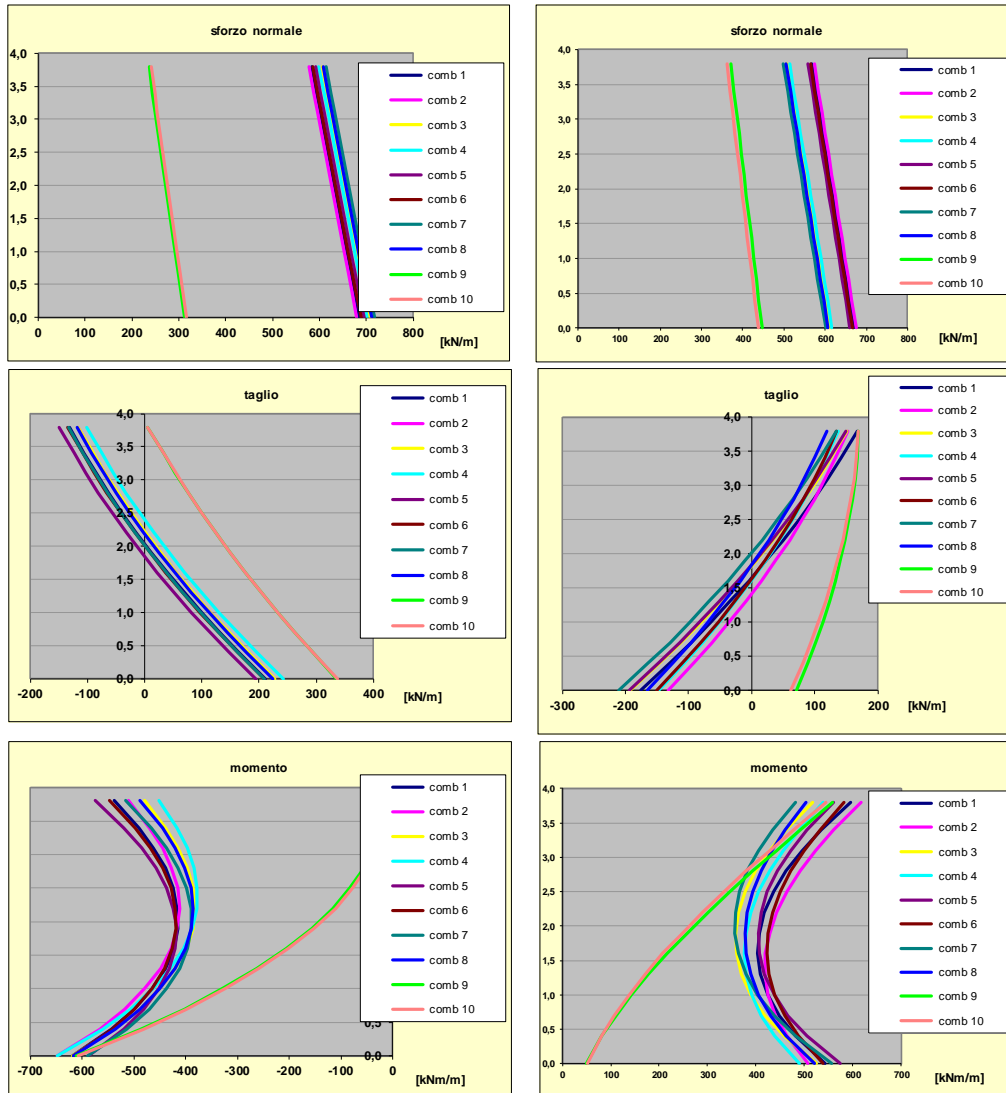 sforzo normale
4,0
3,5
3,0
2,5
2,0
1,5
1,0
0,5
0,0
0 100 200 300 400 500 600 700 800
[kN/m]
comb 1
comb 2
comb 3
comb 4
comb 5
comb 6
comb 7
comb 8
comb 9
comb 10
sforzo normale
4,0
3,5
3,0
2,5
2,0
1,5
1,0
0,5
0,0
0 100 200 300 400 500 600 700 800
[kN/m]
comb 1
comb 2
comb 3
comb 4
comb 5
comb 6
comb 7
comb 8
comb 9
comb 10
taglio
4,0
3,5
3,0
2,5
2,0
1,5
1,0
0,5
0,0
-200 -100 0 100 200 300 400
[kN/m]
comb 1
comb 2
comb 3
comb 4
comb 5
comb 6
comb 7
comb 8
comb 9
comb 10
taglio
4,0
3,5
3,0
2,5
2,0
1,5
1,0
0,5
0,0
-300 -200 -100 0 100 200
[kN/m]
comb 1
comb 2
comb 3
comb 4
comb 5
comb 6
comb 7
comb 8
comb 9
comb 10
momento
0,5
0,0
-700 -600 -500 -400 -300 -200 -100 0
[kNm/m]
comb 1
comb 2
comb 3
comb 4
comb 5
comb 6
comb 7
comb 8
comb 9
comb 10
momento
4,0
3,5
3,0
2,5
2,0
1,5
1,0
0,5
0,0
0 100 200 300 400 500 600 700
[kNm/m]
comb 1
comb 2
comb 3
comb 4
comb 5
comb 6
comb 7
comb 8
comb 9
comb 10